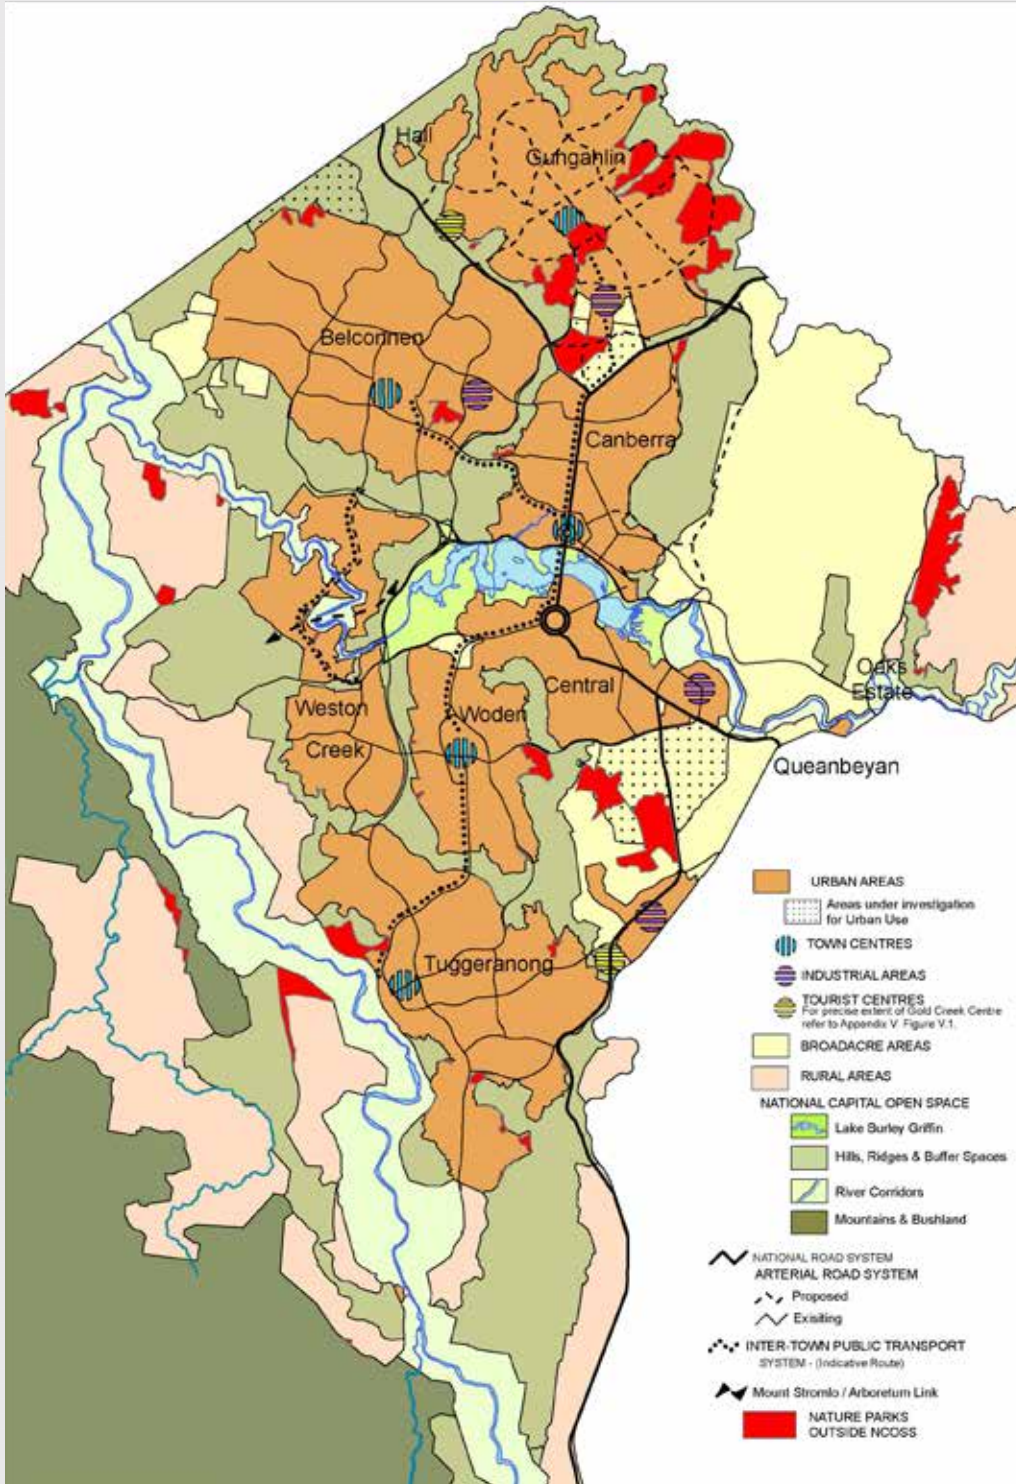 Hall
Gungahlin
Belconnen
Canberra
Oaks
Estate
Central
Weston
Creek
Woden
Queanbeyan
Tuggeranong
URBAN AREAS
Areas under investigation
for Urban Use
TOWN CENTRES
INDUSTRIAL AREAS
TOURIST CENTRES
For precise extent of Gold Creek Centre
refer to Appendix V Figure V.1.
BROADACRE AREAS
RURAL AREAS
NATIONAL CAPITAL OPEN SPACE
Lake Burley Griffin
Hills, Ridges & Buffer Spaces
River Corridors
Mountains & Bushland
NATIONAL ROAD SYSTEM
ARTERIAL ROAD SYSTEM
Proposed
Exisiting
INTER-TOWN PUBLIC TRANSPORT
SYSTEM - (Indicative Route)
Mount Stromlo / Arboretum Link
NATURE PARKS
OUTSIDE NCOSS